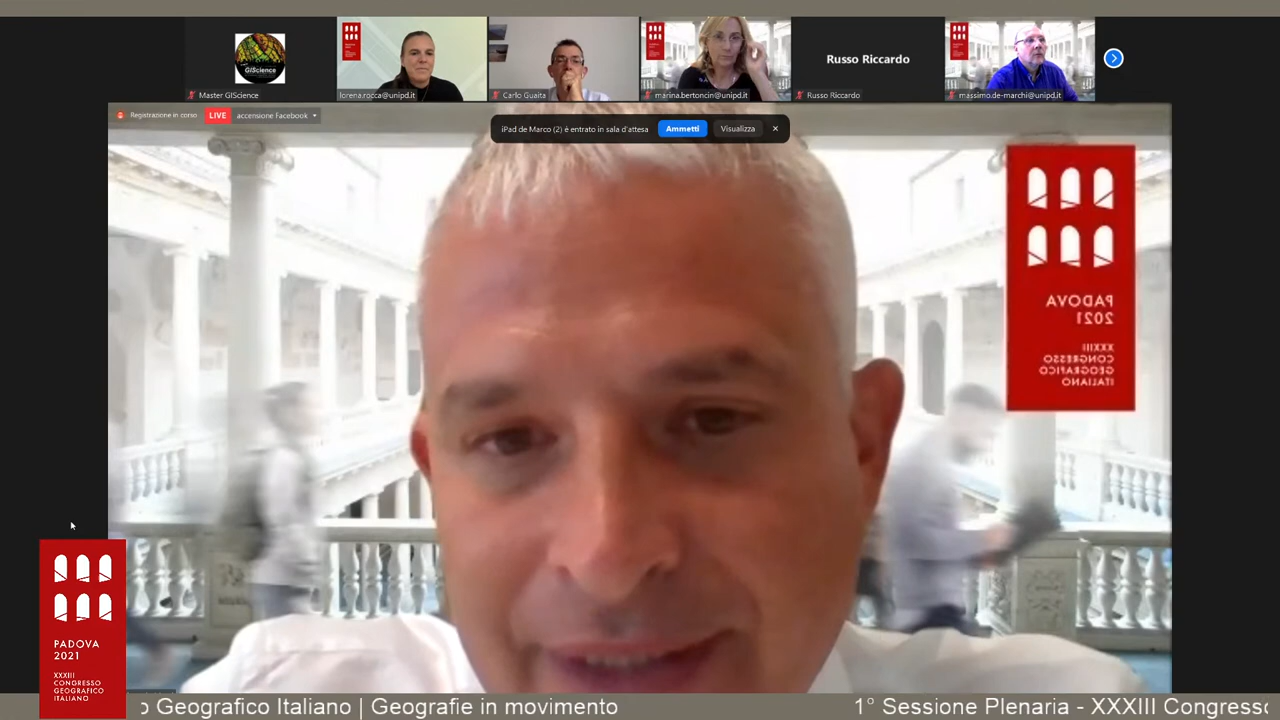 GIScience
Master GIScience
lorena.rocca@unipd.it
Carlo Guaita
marina.bertoncin@unipd.it
Russo Riccardo
Russo Riccardo
massimo.de-marchi@unipd.it
Registrazione in corso
LIVE
accensione Facebook
iPad de Marco (2) è entrato in sala d'attesa
Ammetti
Visualizza
PADOVA
2021
XXXIII
CONGRESSO
GEOGRAFICO
ITALIANO
PADOVA
2021
XXXIII
CONGRESSO
GEOGRAFICO
ITALIANO
o Geografico Italiano | Geografie in movimento
1° Sessione Plenaria - XXXIII Congresso